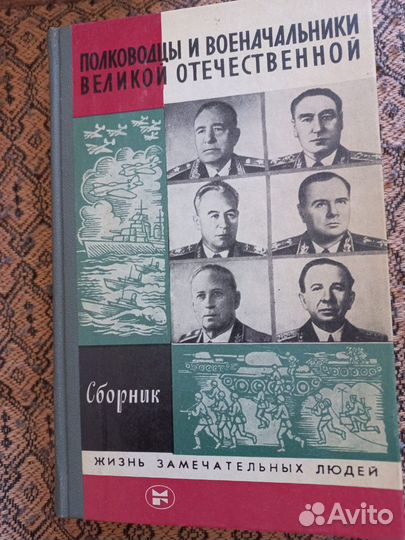 ПОЛКОВОДЦЫ И ВОЕНАЧАЛЬНИКИ
ВЕЛИКОЙ ОТЕЧЕСТВЕННОЙ
Сборник
ЖИЗНЬ ЗАМЕЧАТЕЛЬНЫХ ЛЮДЕЙ
Avito